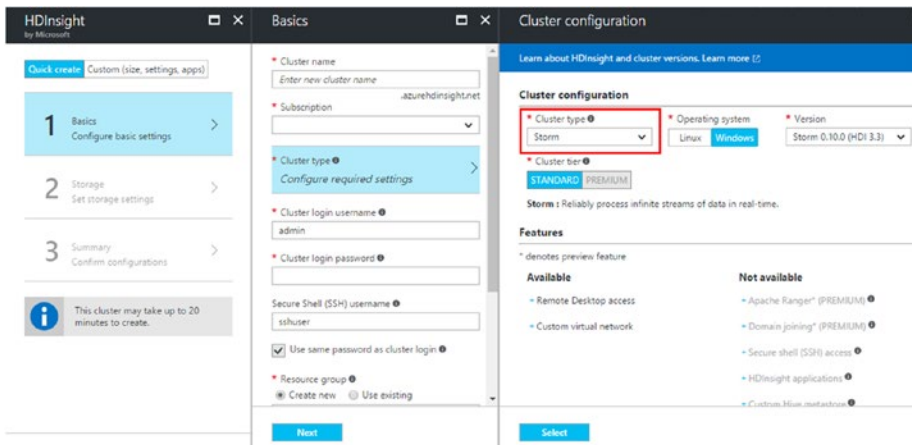 HDInsight
by Microsoft
Quick create Custom (size, settings, apps)
1 Basics
Configure basic settings
2 Storage
Set storage settings
3 Summary
Confirm configurations
This cluster may take up to 20
minutes to create.
Basics
* Cluster name
Enter new cluster name
.azurehdinsight.net
* Subscription
* Cluster type
Configure required settings
* Cluster login username
admin
* Cluster login password
Secure Shell (SSH) username
sshuser
Use same password as cluster login
* Resource group
Create new Use existing
Next
Cluster configuration
Learn about HDInsight and cluster versions. Learn more
Cluster configuration
* Cluster type * Operating system * Version
Storm Linux Windows Storm 0.10.0 (HDI 3.3)
* Cluster tier
STANDARD PREMIUM
Storm : Reliably process infinite streams of data in real-time.
Features
* denotes preview feature
Available Not available
+ Remote Desktop access + Apache Ranger* (PREMIUM)
+ Custom virtual network + Domain joining* (PREMIUM)
+ Secure shell (SSH) access
+ HDInsight applications
+ Custom Hive metastore
Select